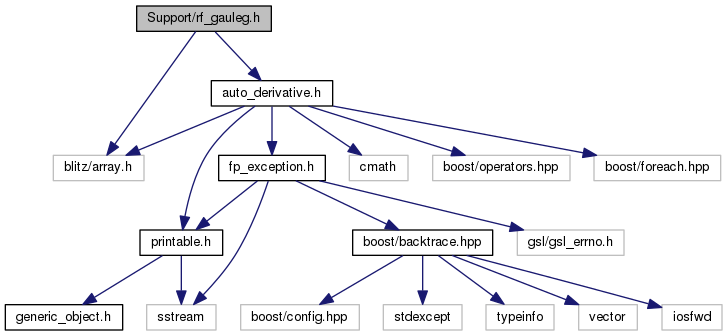 Support/rf_gauleg.h
auto_derivative.h
blitz/array.h
fp_exception.h
cmath
boost/operators.hpp
boost/foreach.hpp
printable.h
boost/backtrace.hpp
gsl/gsl_errno.h
generic_object.h
sstream
boost/config.hpp
stdexcept
typeinfo
vector
iosfwd